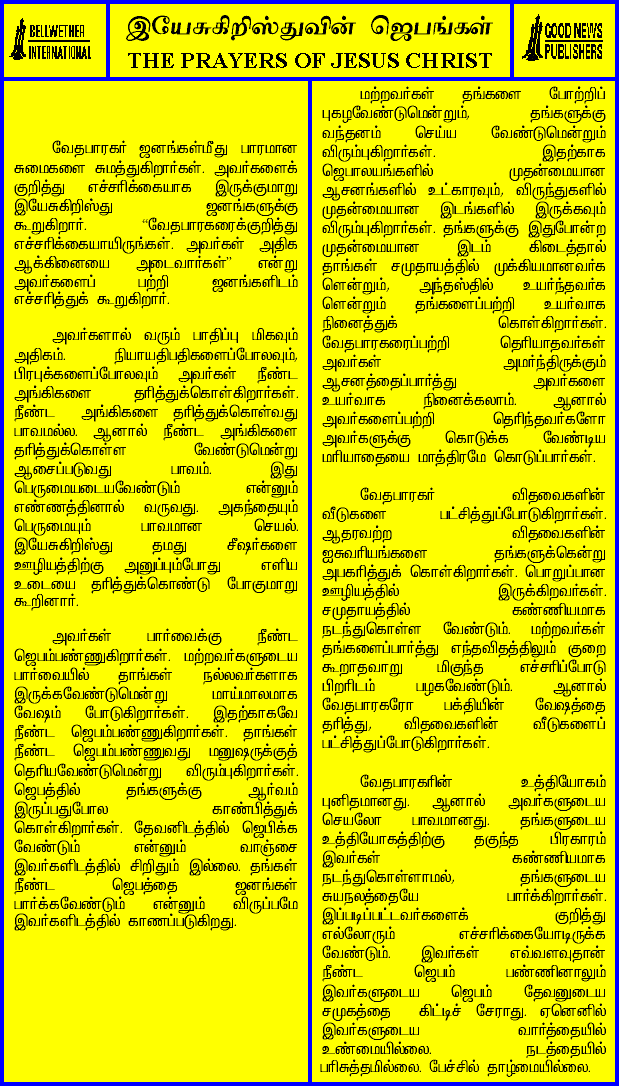 BELLWETHER
INTERNATIONAL
இயேசுகிறிஸ்துவின் ஜெபங்கள்
THE PRAYERS OF JESUS CHRIST
GOOD NEWS
PUBLISHERS
வேதபாரகர் ஜனங்கள்மீது பாரமான
சுமைகளை சுமத்துகிறார்கள். அவர்களைக்
குறித்து எச்சரிக்கையாக இருக்குமாறு
இயேசுகிறிஸ்து ஜனங்களுக்கு
கூறுகிறார். “வேதபாரகரைக்குறித்து
எச்சரிக்கையாயிருங்கள். அவர்கள் அதிக
ஆக்கினையை அடைவார்கள்” என்று
அவர்களைப் பற்றி ஜனங்களிடம்
எச்சரித்துக் கூறுகிறார்.
அவர்களால் வரும் பாதிப்பு மிகவும்
அதிகம். நியாயதிபதிகளைப்போலவும்,
பிரபுக்களைப்போலவும் அவர்கள் நீண்ட
அங்கிகளை தரித்துக்கொள்கிறார்கள்.
நீண்ட அங்கிகளை தரித்துக்கொள்வது
பாவமல்ல. ஆனால் நீண்ட அங்கிகளை
தரித்துக்கொள்ள வேண்டுமென்று
ஆசைப்படுவது பாவம். இது
பெருமையடையவேண்டும் என்னும்
எண்ணத்தினால் வருவது. அகந்தையும்
பெருமையும் பாவமான செயல்.
இயேசுகிறிஸ்து தமது சீஷர்களை
ஊழியத்திற்கு அனுப்பும்போது எளிய
உடையை தரித்துக்கொண்டு போகுமாறு
கூறினார்.
அவர்கள் பார்வைக்கு நீண்ட
ஜெபம்பண்ணுகிறார்கள். மற்றவர்களுடைய
பார்வையில் தாங்கள் நல்லவர்களாக
இருக்கவேண்டுமென்று மாய்மாலமாக
வேஷம் போடுகிறார்கள். இதற்காகவே
நீண்ட ஜெபம்பண்ணுகிறார்கள். தாங்கள்
நீண்ட ஜெபம்பண்ணுவது மனுஷருக்குத்
தெரியவேண்டுமென்று விரும்புகிறார்கள்.
ஜெபத்தில் தங்களுக்கு ஆர்வம்
இருப்பதுபோல காண்பித்துக்
கொள்கிறார்கள். தேவனிடத்தில் ஜெபிக்க
வேண்டும் என்னும் வாஞ்சை
இவர்களிடத்தில் சிறிதும் இல்லை. தங்கள்
நீண்ட ஜெபத்தை ஜனங்கள்
பார்க்கவேண்டும் என்னும் விருப்பமே
இவர்களிடத்தில் காணப்படுகிறது.
மற்றவர்கள் தங்களை போற்றிப்
புகழவேண்டுமென்றும், தங்களுக்கு
வந்தனம் செய்ய வேண்டுமென்றும்
விரும்புகிறார்கள். இதற்காக
ஜெபாலயங்களில் முதன்மையான
ஆசனங்களில் உட்காரவும், விருந்துகளில்
முதன்மையான இடங்களில் இருக்கவும்
விரும்புகிறார்கள். தங்களுக்கு இதுபோன்ற
முதன்மையான இடம் கிடைத்தால்
தாங்கள் சமுதாயத்தில் முக்கியமானவர்க
ளென்றும், அந்தஸ்தில் உயர்ந்தவர்க
ளென்றும் தங்களைப்பற்றி உயர்வாக
நினைத்துக் கொள்கிறார்கள்.
வேதபாரகரைப்பற்றி தெரியாதவர்கள்
அவர்கள் அமர்ந்திருக்கும்
ஆசனத்தைப்பார்த்து அவர்களை
உயர்வாக நினைக்கலாம். ஆனால்
அவர்களைப்பற்றி தெரிந்தவர்களோ
அவர்களுக்கு கொடுக்க வேண்டிய
மரியாதையை மாத்திரமே கொடுப்பார்கள்.
வேதபாரகர் விதவைகளின்
வீடுகளை பட்சித்துப்போடுகிறார்கள்.
ஆதரவற்ற விதவைகளின்
ஐசுவரியங்களை தங்களுக்கென்று
அபகரித்துக் கொள்கிறார்கள். பொறுப்பான
ஊழியத்தில் இருக்கிறவர்கள்.
சமுதாயத்தில் கண்ணியமாக
நடந்துகொள்ள வேண்டும். மற்றவர்கள்
தங்களைப்பார்த்து எந்தவிதத்திலும் குறை
கூறாதவாறு மிகுந்த எச்சரிப்போடு
பிறரிடம் பழகவேண்டும். ஆனால்
வேதபாரகரோ பக்தியின் வேஷத்தை
தரித்து, விதவைகளின் வீடுகளைப்
பட்சித்துப்போடுகிறார்கள்.
வேதபாரகரின் உத்தியோகம்
புனிதமானது. ஆனால் அவர்களுடைய
செயலோ பாவமானது. தங்களுடைய
உத்தியோகத்திற்கு தகுந்த பிரகாரம்
இவர்கள் கண்ணியமாக
நடந்துகொள்ளாமல், தங்களுடைய
சுயநலத்தையே பார்க்கிறார்கள்.
இப்படிப்பட்டவர்களைக் குறித்து
எல்லோரும் எச்சரிக்கையோடிருக்க
வேண்டும். இவர்கள் எவ்வளவுதான்
நீண்ட ஜெபம் பண்ணினாலும்
இவர்களுடைய ஜெபம் தேவனுடைய
சமுகத்தை கிட்டிச் சேராது. ஏனெனில்
இவர்களுடைய வார்த்தையில்
உண்மையில்லை. நடத்தையில்
பரிசுத்தமில்லை. பேச்சில் தாழ்மையில்லை.